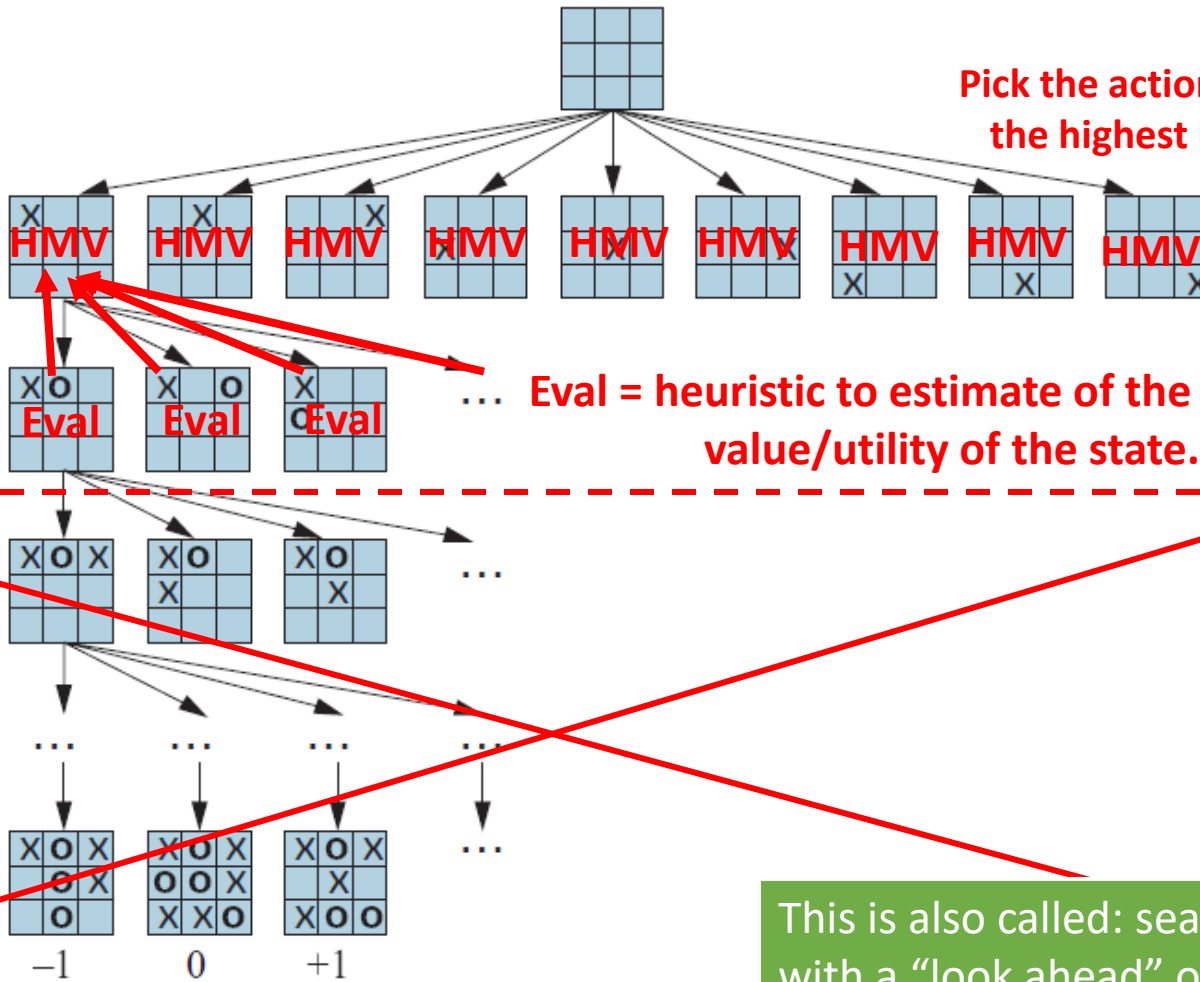 Pick the action
the highest
X X X X X X X X X
HMV HMV HMV HMV HMV HMV HMV HMV HMV
X O X O X O
Eval Eval Eval
... Eval = heuristic to estimate of the
value/utility of the state.
X O X X O X O
X X
...
... ... ... ...
X O X X O X X O X
O X O O X X
O X X O X O O
...
–1 0 +1
This is also called: sea
with a “look ahead” o